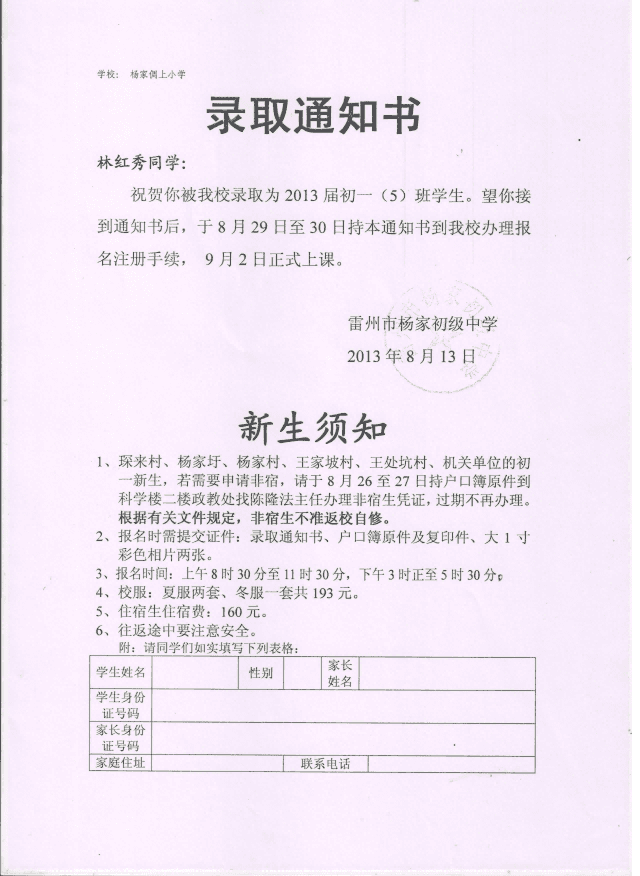 学校： 杨家偶上小学
录取通知书
林红秀同学：
祝贺你被我校录取为 2013 届初一（5）班学生。望你接
到通知书后，于 8 月 29 日至 30 日持本通知书到我校办理报
名注册手续， 9 月 2 日正式上课。
雷州市杨家初级中学
2013 年 8 月 13 日
新生须知
1、琛来村、杨家圩、杨家村、王家坡村、王处坑村、机关单位的初
一新生，若需要申请非宿，请于 8 月 26 至 27 日持户口簿原件到
科学楼二楼政教处找陈隆法主任办理非宿生凭证，过期不再办理。
根据有关文件规定，非宿生不准返校自修。
2、报名时需提交证件：录取通知书、户口簿原件及复印件、大 1 寸
彩色相片两张。
3、报名时间：上午 8 时 30 分至 11 时 30 分，下午 3 时正至 5 时 30 分。
4、校服：夏服两套、冬服一套共 193 元。
5、住宿生住宿费：160 元。
6、往返途中要注意安全。
附：请同学们如实填写下列表格：
学生姓名 性别 家长
姓名
学生身份
证号码
家长身份
证号码
家庭住址 联系电话